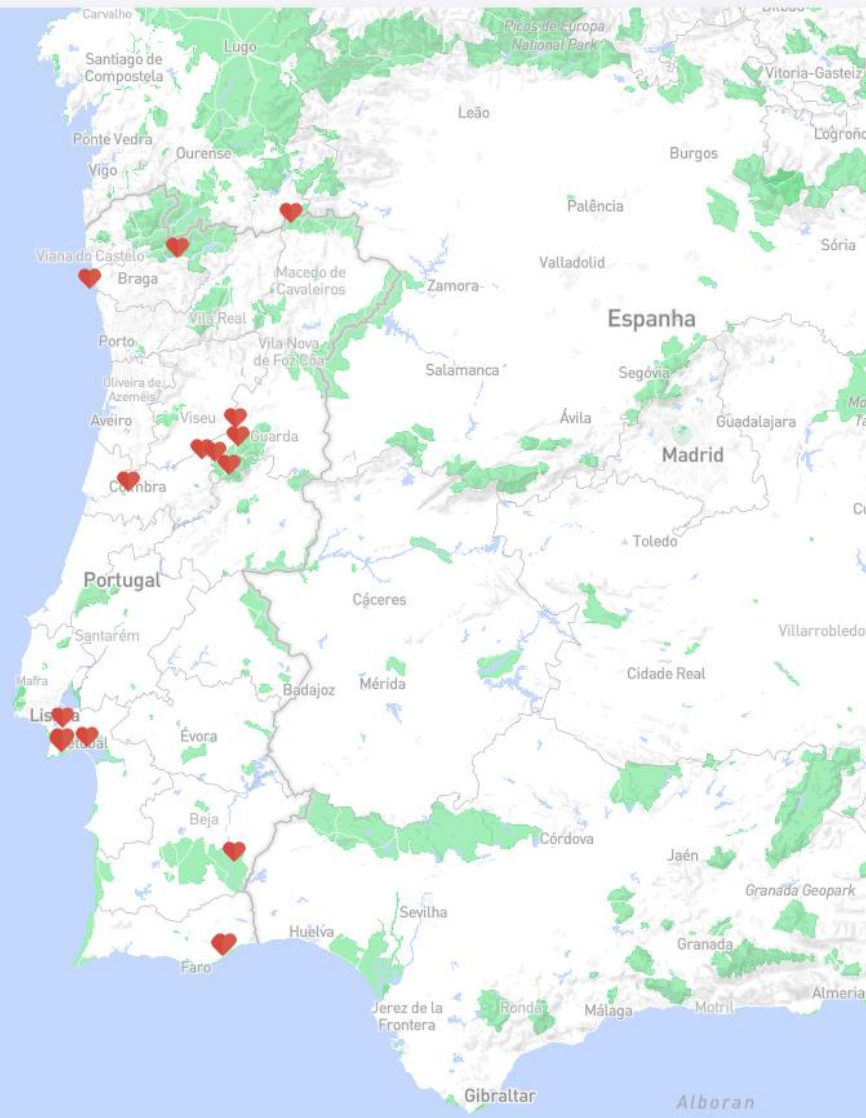 Carvalho
Lugo
Picos de Europa
National Park
Santiago de
Compostela
Vitoria-Gasteiz
Leão
Ponte Vedra
Ourense
Burgos
Logroño
Vigo
Palência
Sória
Viana do Castelo
Valladolid
Braga
Macedo de
Cavaleiros
Zamora
Vila Real
Espanha
Porto
Vila Nova
de Foz Côa
Salamanca
Segóvia
Oliveira de
Azeméis
Aveiro
Viseu
Ávila
Guadalajara
Guarda
Madrid
Toledo
Portugal
Cáceres
Santarém
Villarrobledo
Cidade Real
Mafra
Badajoz
Mérida
Évora
Beja
Córdova
Jaén
Granada Geopark
Sevilha
Huelva
Granada
Faro
Almeria
Jerez de la
Frontera
Ronda
Málaga
Motril
Gibraltar
Alboran